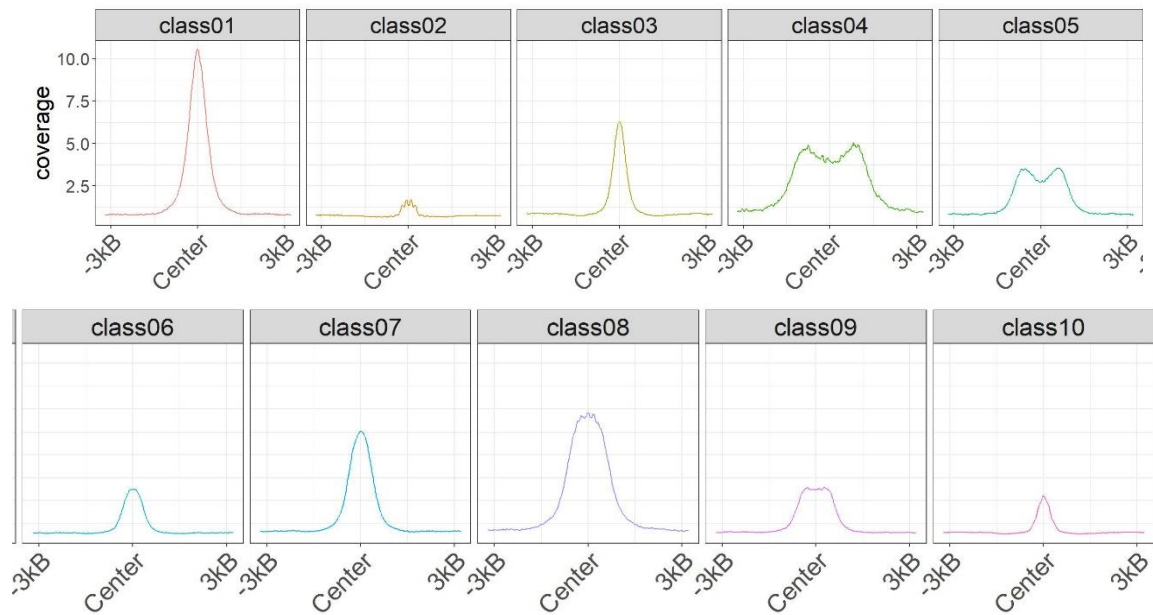 class01 class02 class03 class04 class05
10.0
7.5
5.0
2.5
coverage
-3kB Center 3kB -3kB Center 3kB -3kB Center 3kB -3kB Center 3kB -3kB Center 3kB
class06 class07 class08 class09 class10
-3kB Center 3kB -3kB Center 3kB -3kB Center 3kB -3kB Center 3kB -3kB Center 3kB